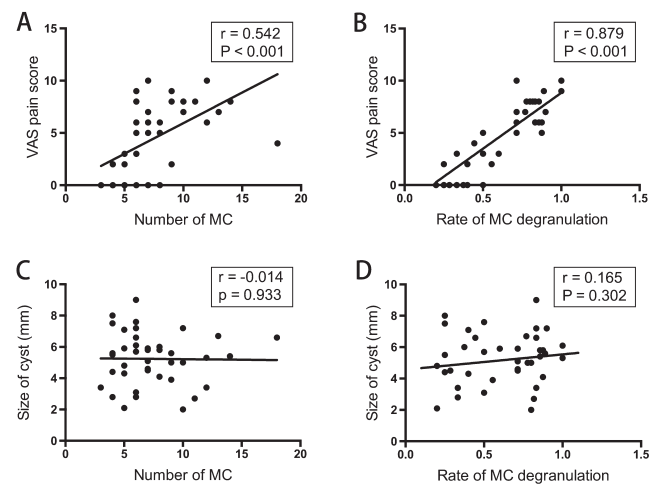 A
15
10
5
0
VAS pain score
r = 0.542
P < 0.001
0 5 10 15 20
Number of MC
B
15
10
5
0
VAS pain score
r = 0.879
P < 0.001
0.0 0.5 1.0 1.5
Rate of MC degranulation
C
10
8
6
4
2
0
Size of cyst (mm)
r = -0.014
p = 0.933
0 5 10 15 20
Number of MC
D
10
8
6
4
2
0
Size of cyst (mm)
r = 0.165
P = 0.302
0.0 0.5 1.0 1.5
Rate of MC degranulation